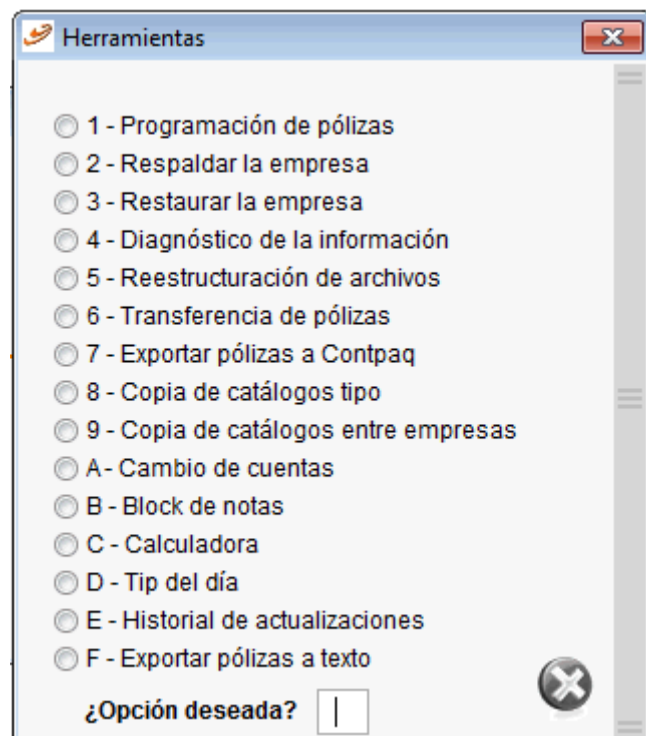 Herramientas
1 - Programación de pólizas
2 - Respaldar la empresa
3 - Restaurar la empresa
4 - Diagnóstico de la información
5 - Reestructuración de archivos
6 - Transferencia de pólizas
7 - Exportar pólizas a Contpaq
8 - Copia de catálogos tipo
9 - Copia de catálogos entre empresas
A - Cambio de cuentas
B - Block de notas
C - Calculadora
D - Tip del día
E - Historial de actualizaciones
F - Exportar pólizas a texto
¿Opción deseada?